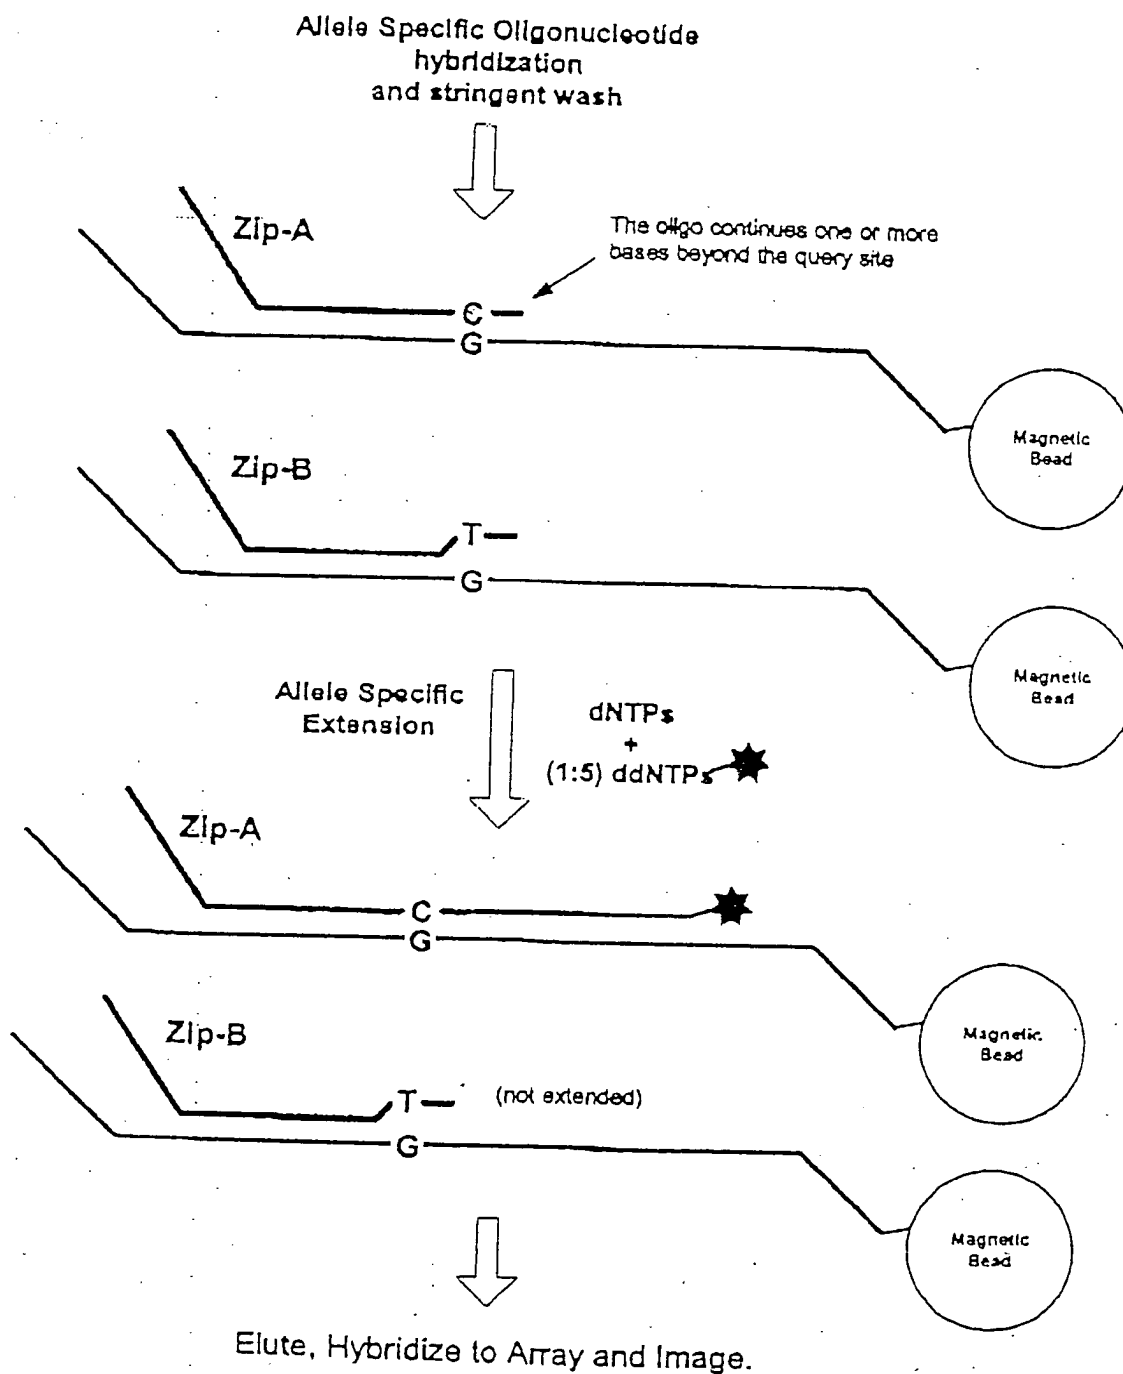 Allele Specific Oligonucleotide
hybridization
and stringent wash
Zip-A
The oligo continues one or more
bases beyond the query site
C
G
Magnetic
Bead
Zip-B
T
G
Magnetic
Bead
Allele Specific
Extension
dNTPs
+
(1:5) ddNTPs
Zip-A
C
G
Magnetic
Bead
Zip-B
T
(not extended)
G
Magnetic
Bead
Elute, Hybridize to Array and Image.